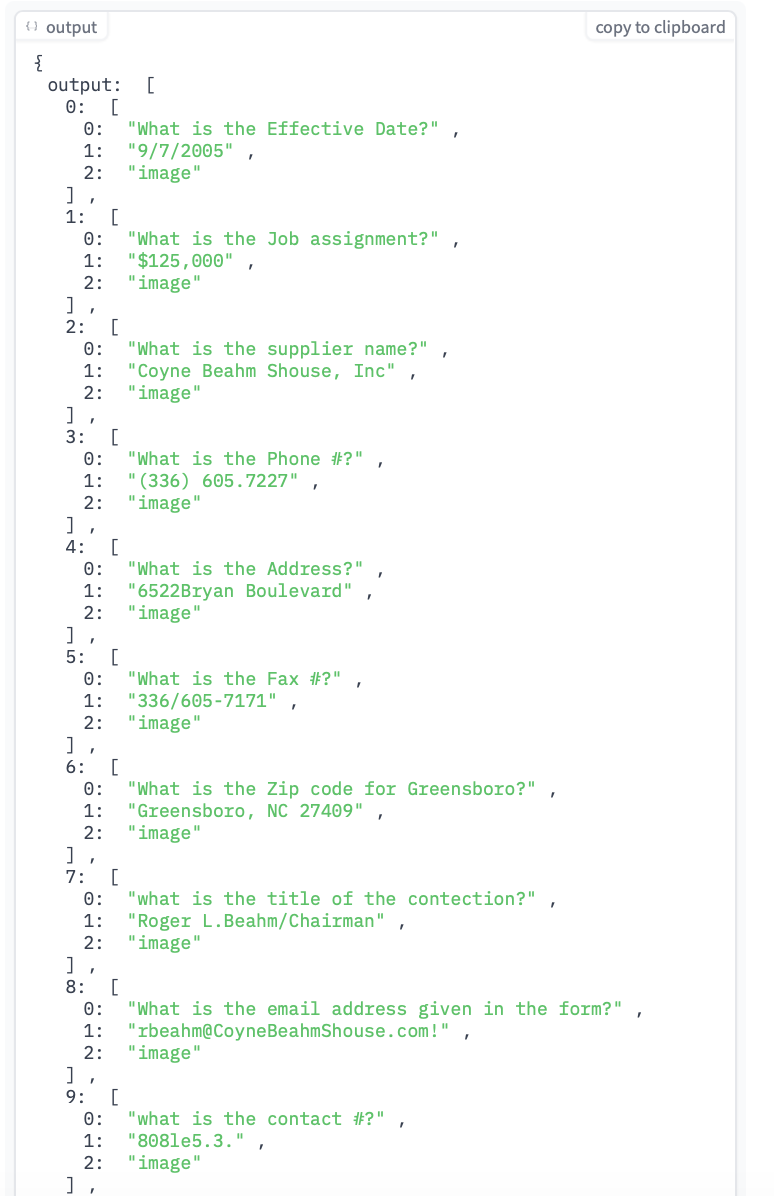 {} output
copy to clipboard
{
output: [
0: [
0: "What is the Effective Date?" ,
1: "9/7/2005" ,
2: "image"
] ,
1: [
0: "What is the Job assignment?" ,
1: "$125,000" ,
2: "image"
] ,
2: [
0: "What is the supplier name?" ,
1: "Coyne Beahm Shouse, Inc" ,
2: "image"
] ,
3: [
0: "What is the Phone #?" ,
1: "(336) 605.7227" ,
2: "image"
] ,
4: [
0: "What is the Address?" ,
1: "6522Bryan Boulevard" ,
2: "image"
] ,
5: [
0: "What is the Fax #?" ,
1: "336/605-7171" ,
2: "image"
] ,
6: [
0: "What is the Zip code for Greensboro?" ,
1: "Greensboro, NC 27409" ,
2: "image"
] ,
7: [
0: "what is the title of the contection?" ,
1: "Roger L.Beahm/Chairman" ,
2: "image"
] ,
8: [
0: "What is the email address given in the form?" ,
1: "rbeahm@CoyneBeahmShouse.com!" ,
2: "image"
] ,
9: [
0: "what is the contact #?" ,
1: "808le5.3." ,
2: "image"
] ,